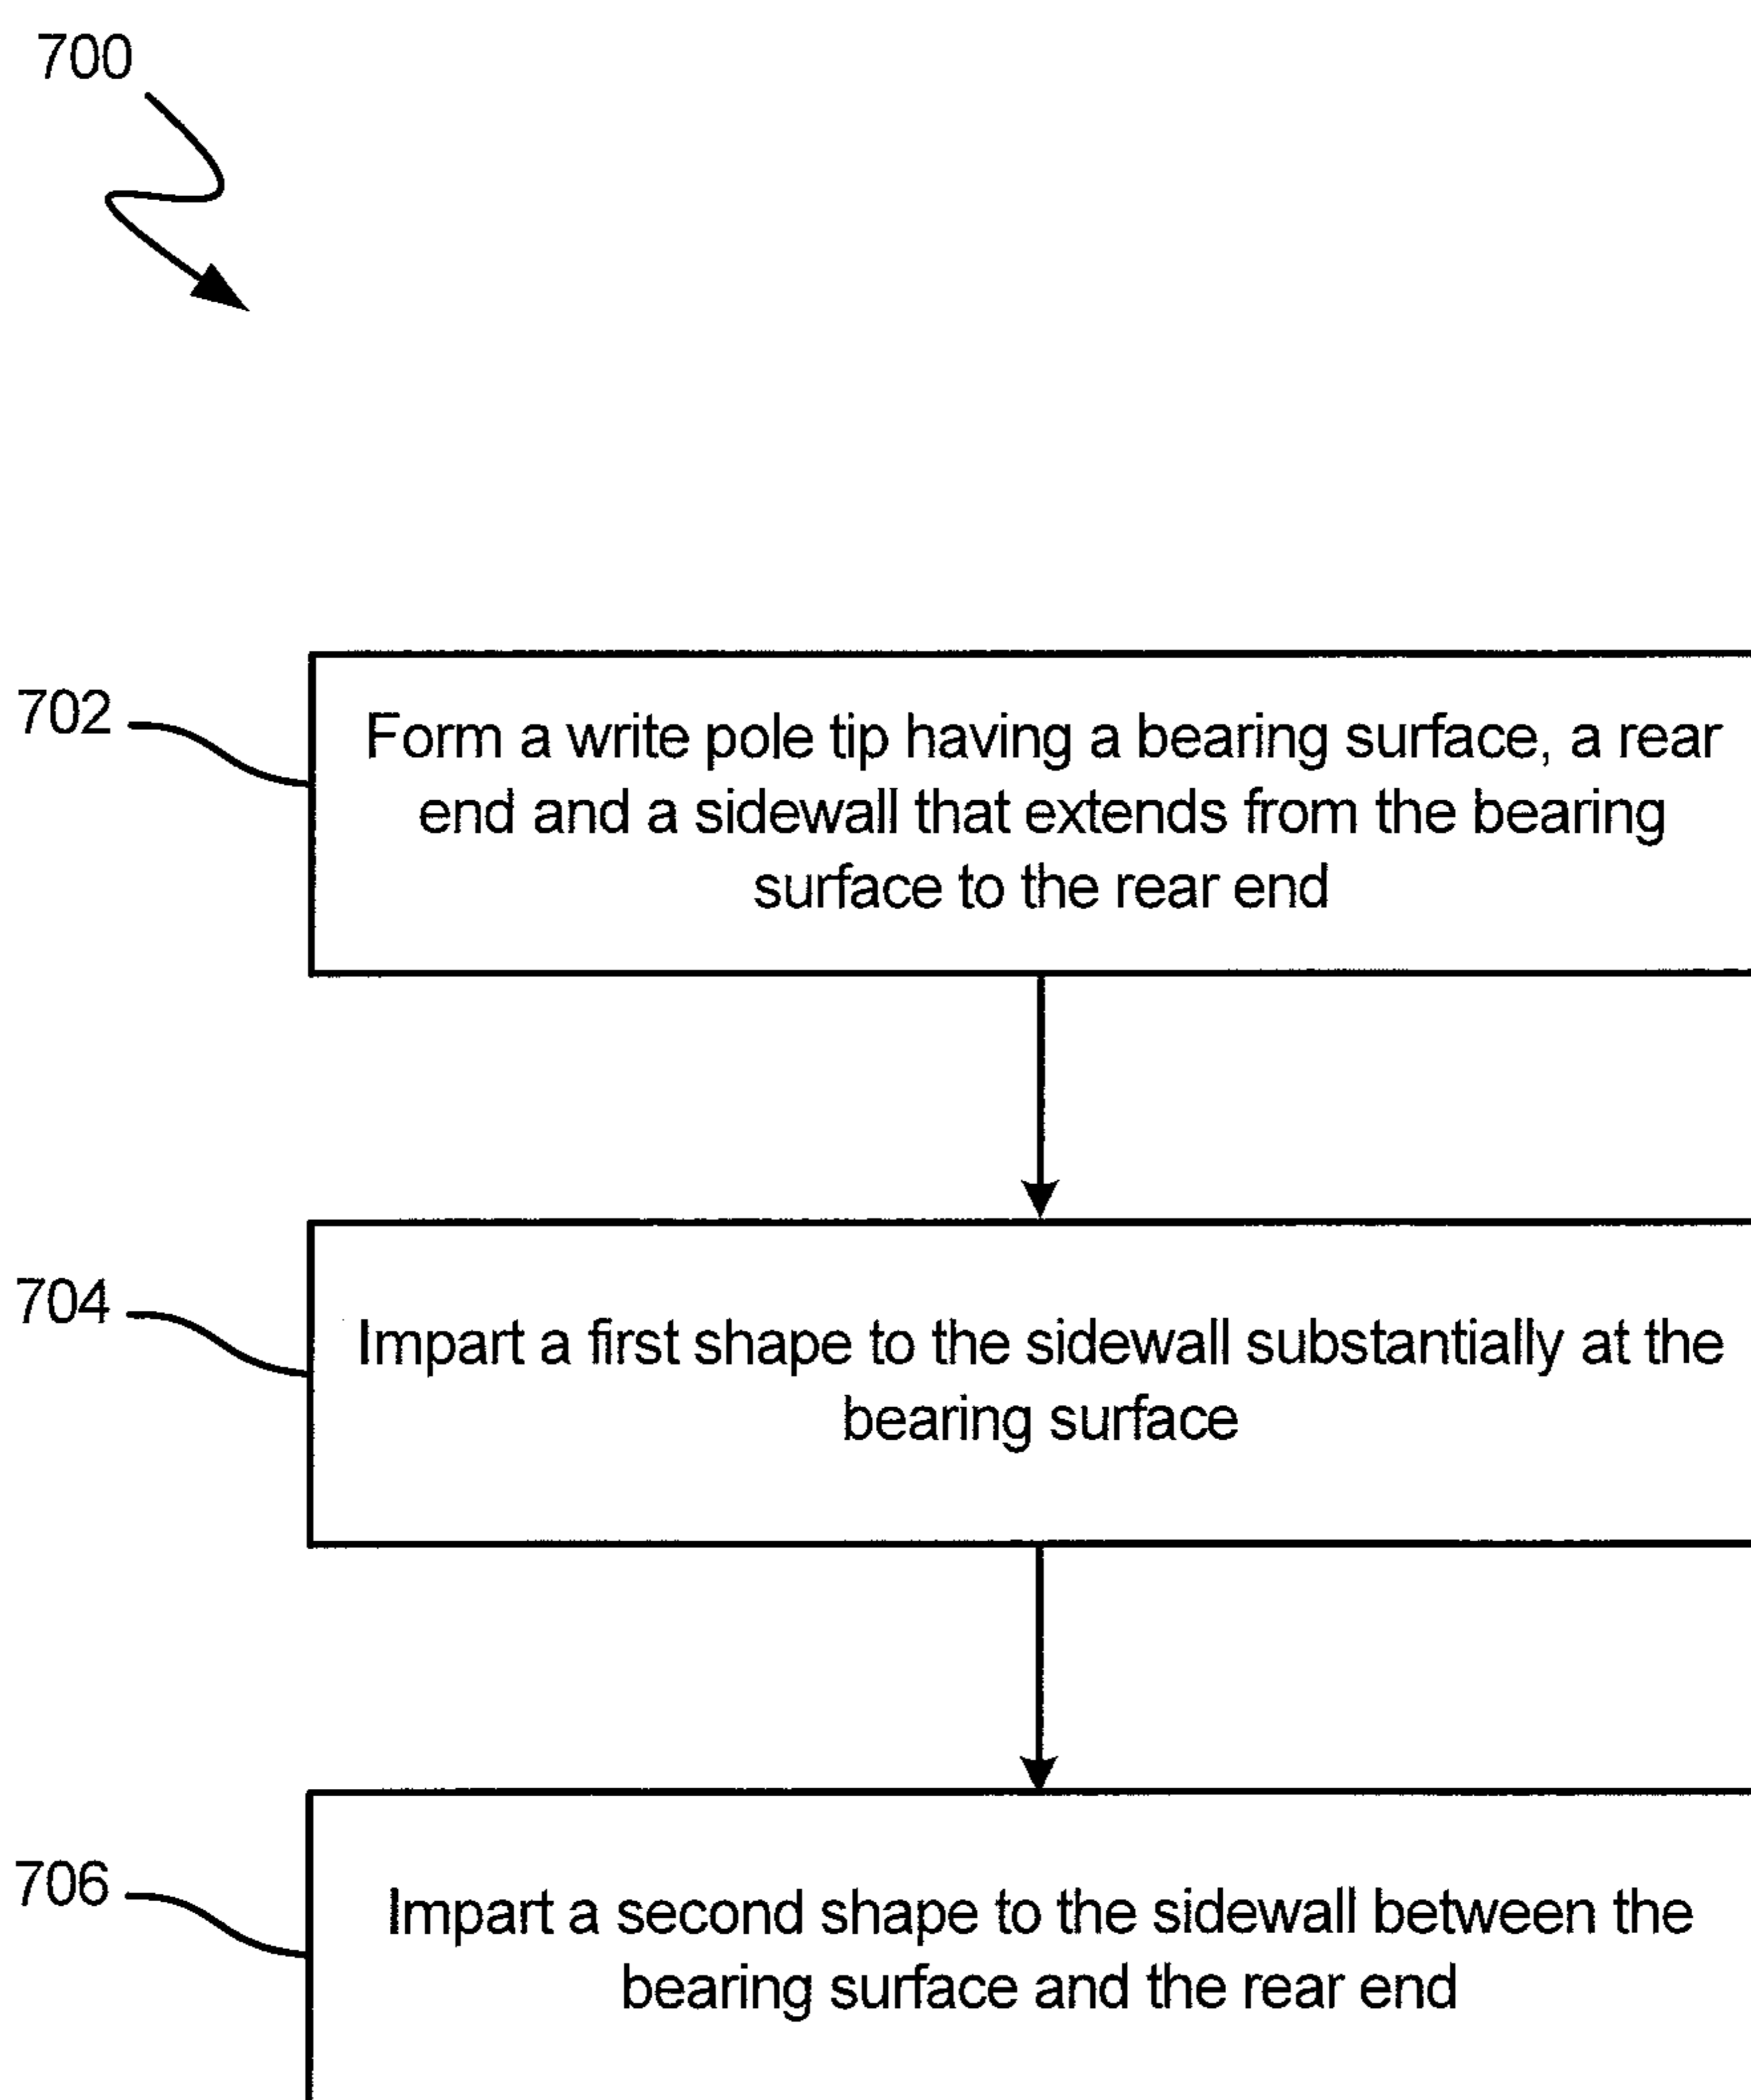 700
702
Form a write pole tip having a bearing surface, a rear
end and a sidewall that extends from the bearing
surface to the rear end
704
Impart a first shape to the sidewall substantially at the
bearing surface
706
Impart a second shape to the sidewall between the
bearing surface and the rear end